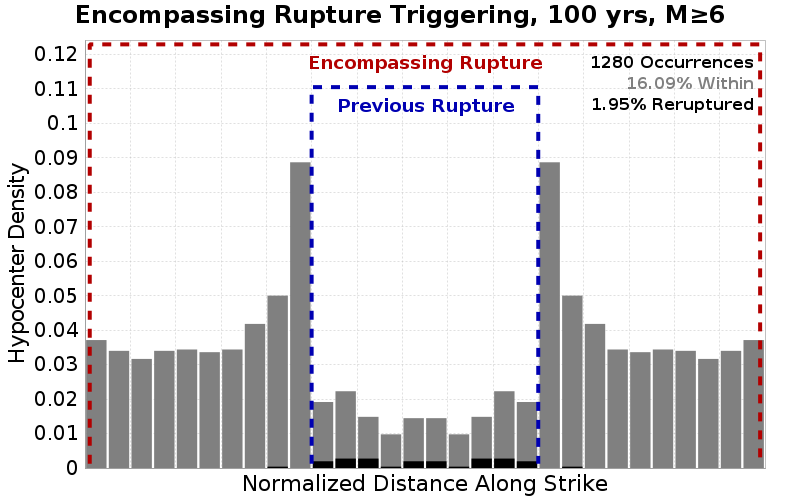 Encompassing Rupture Triggering, 100 yrs, M≥6
Encompassing Rupture
Previous Rupture
1280 Occurrences
16.09% Within
1.95% Reruptured
Hypocenter Density
0.12
0.11
0.1
0.09
0.08
0.07
0.06
0.05
0.04
0.03
0.02
0.01
0
Normalized Distance Along Strike